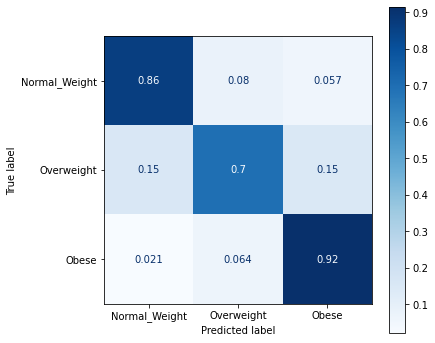 0.9
0.8
0.7
0.6
0.5
0.4
0.3
0.2
0.1
True label
Normal_Weight 0.86 0.08 0.057
Overweight 0.15 0.7 0.15
Obese 0.021 0.064 0.92
Normal_Weight Overweight Obese
Predicted label